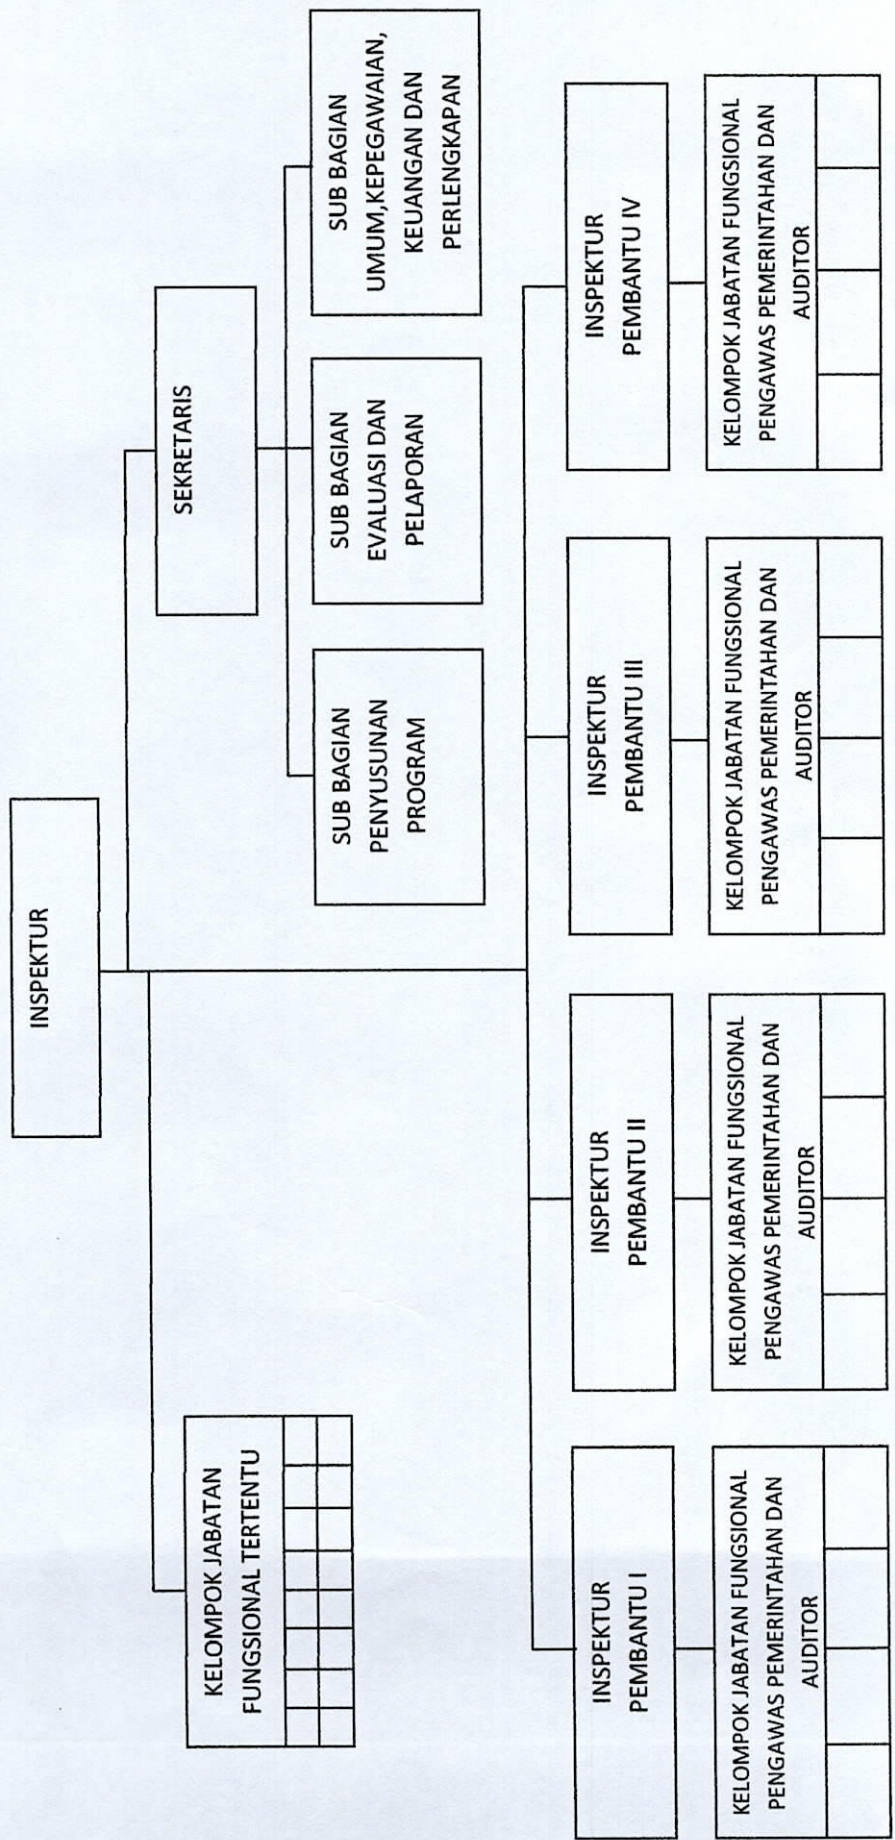 INSPEKTUR
KELOMPOK JABATAN
FUNGSIONAL TERTENTU
SEKRETARIS
SUB BAGIAN
PENYUSUNAN
PROGRAM
SUB BAGIAN
EVALUASI DAN
PELAPORAN
SUB BAGIAN
UMUM,KEPEGAWAIAN,
KEUANGAN DAN
PERLENGKAPAN
INSPEKTUR
PEMBANTU I
INSPEKTUR
PEMBANTU II
INSPEKTUR
PEMBANTU III
INSPEKTUR
PEMBANTU IV
KELOMPOK JABATAN FUNGSIONAL
PENGAWAS PEMERINTAHAN DAN
AUDITOR
KELOMPOK JABATAN FUNGSIONAL
PENGAWAS PEMERINTAHAN DAN
AUDITOR
KELOMPOK JABATAN FUNGSIONAL
PENGAWAS PEMERINTAHAN DAN
AUDITOR
KELOMPOK JABATAN FUNGSIONAL
PENGAWAS PEMERINTAHAN DAN
AUDITOR